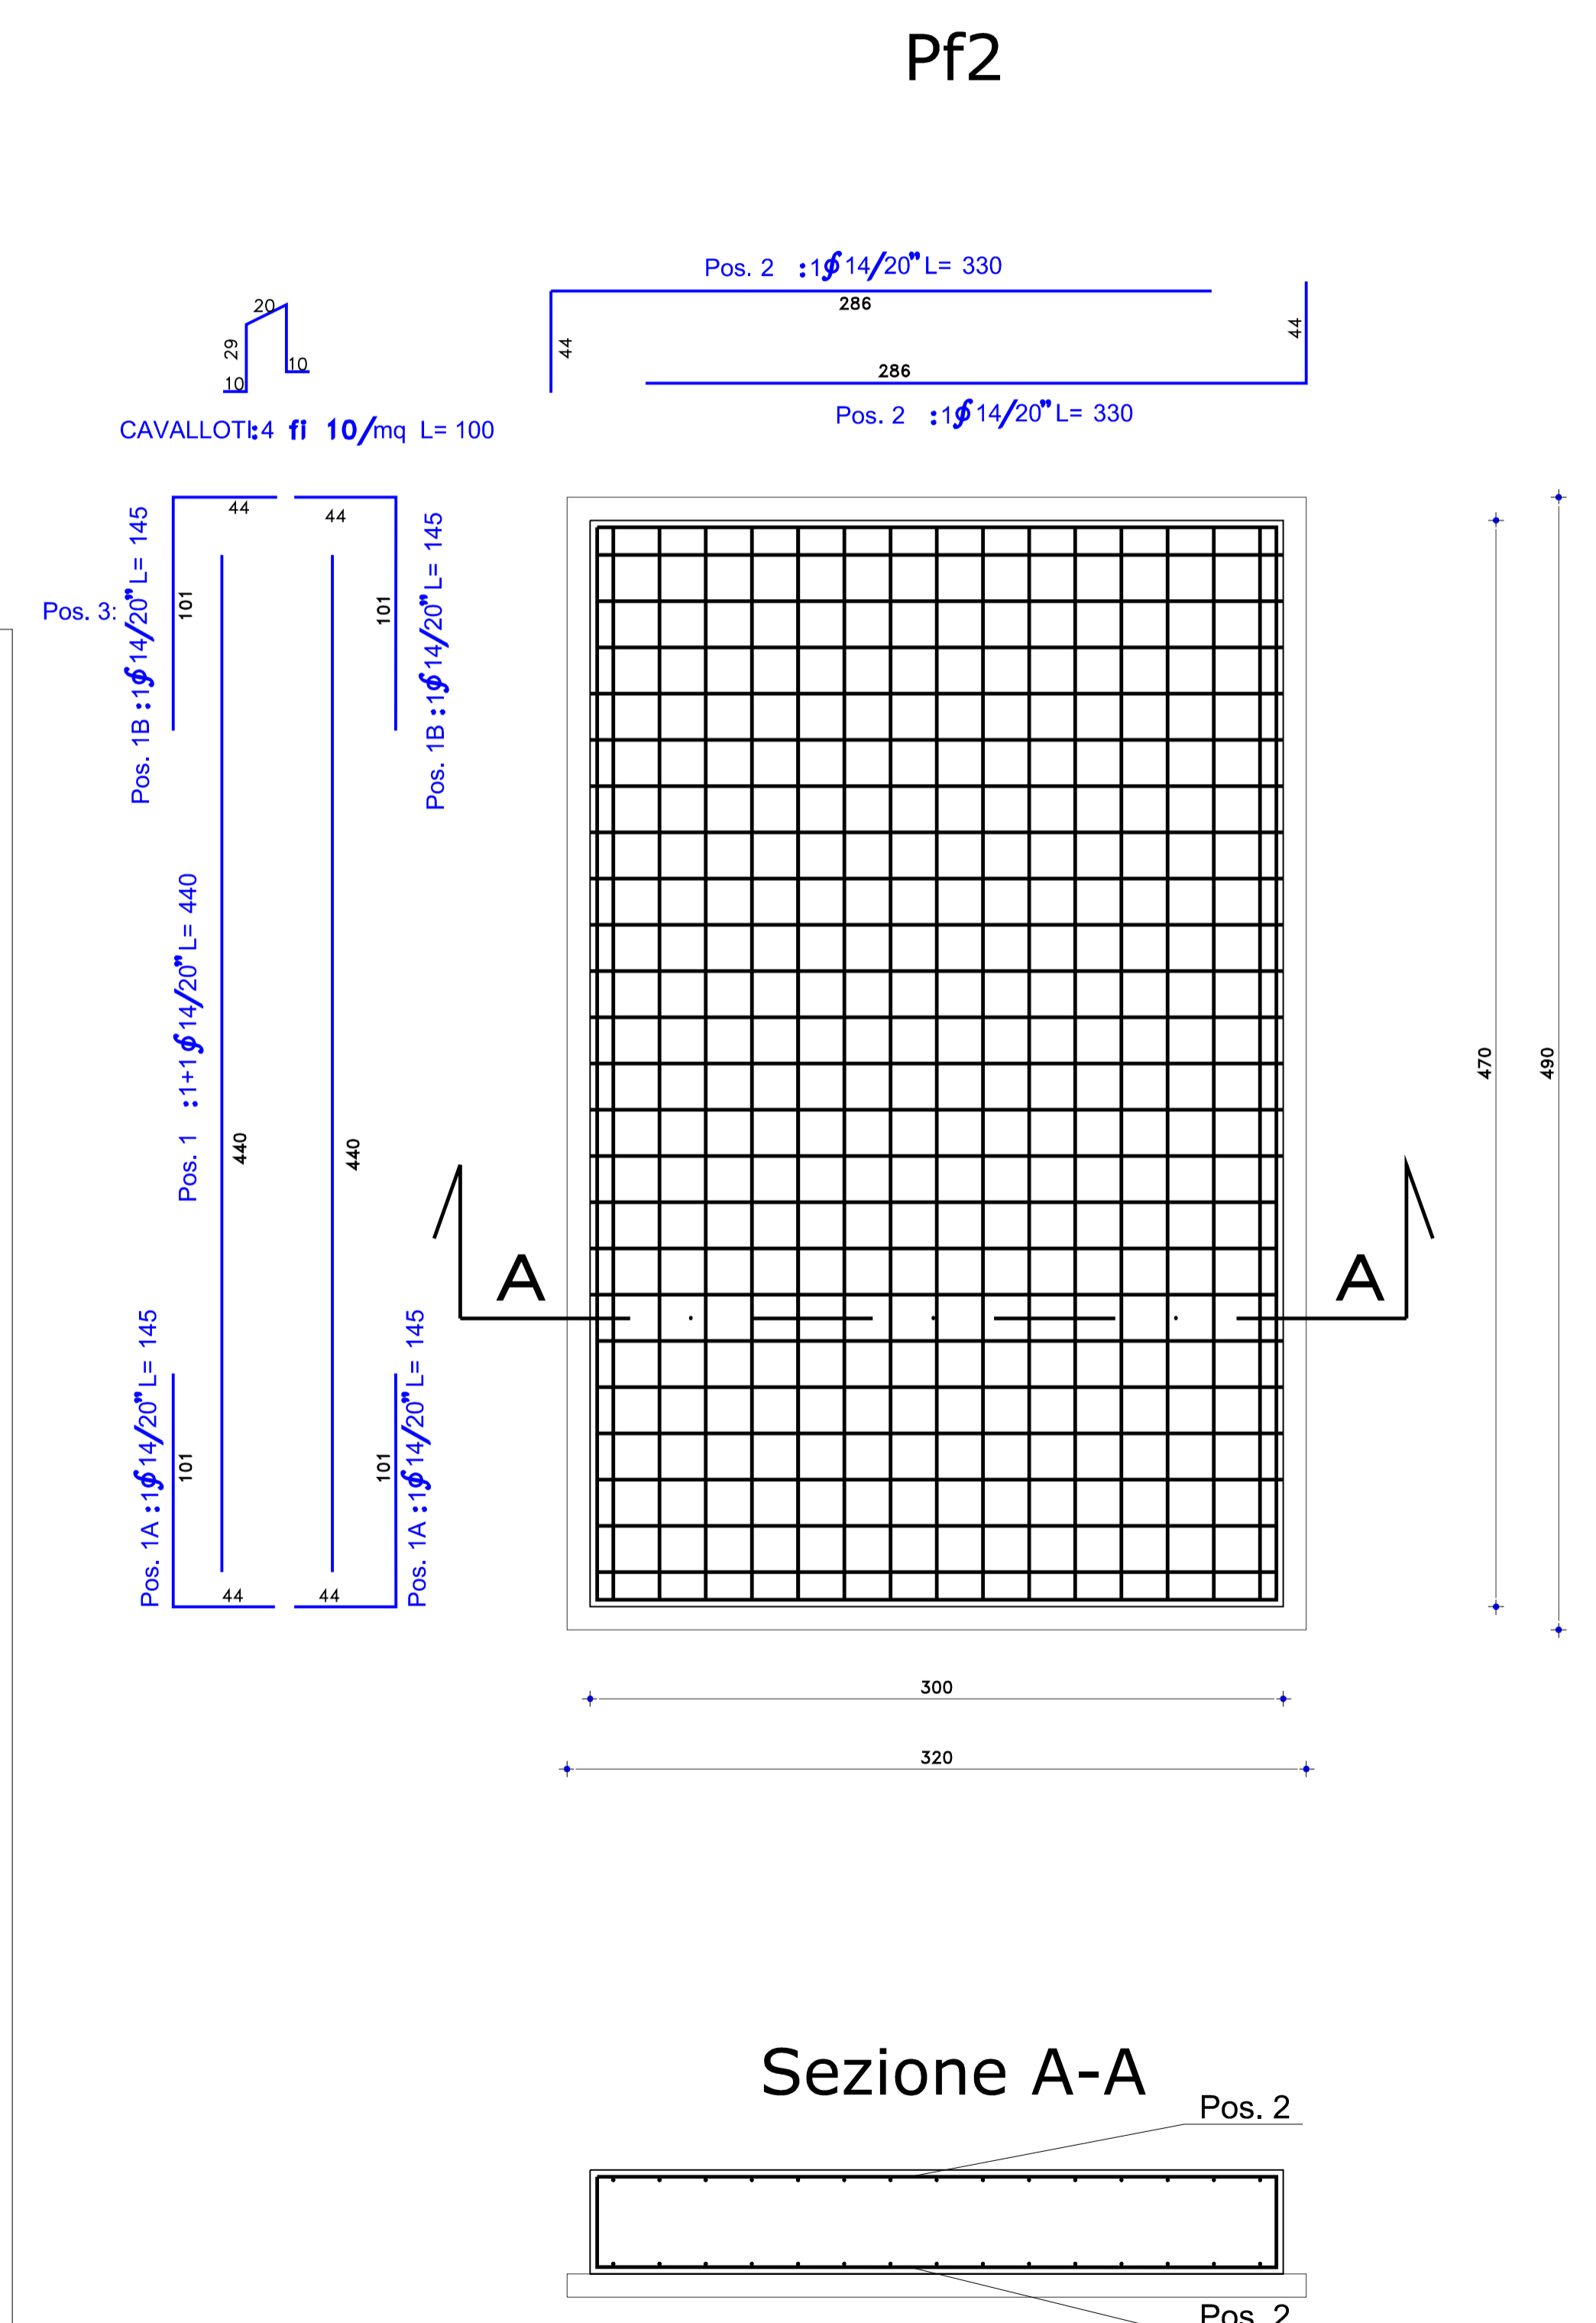 Pf2
Pos. 2 :1∮14/20" L= 330
286
44
44
286
Pos. 2 :1∮14/20" L= 330
20
29
10
10
CAVALLOTI:4 fi 10/mq L= 100
44
44
Pos. 3:
Pos. 1B :1∮14/20" L= 145
101
101
Pos. 1B :1∮14/20" L= 145
Pos. 1 :1+1∮14/20" L= 440
440
440
Pos. 1A :1∮14/20" L= 145
101
101
Pos. 1A :1∮14/20" L= 145
44
44
A
A
470
490
300
320
Sezione A-A
Pos. 2
Pos. 2